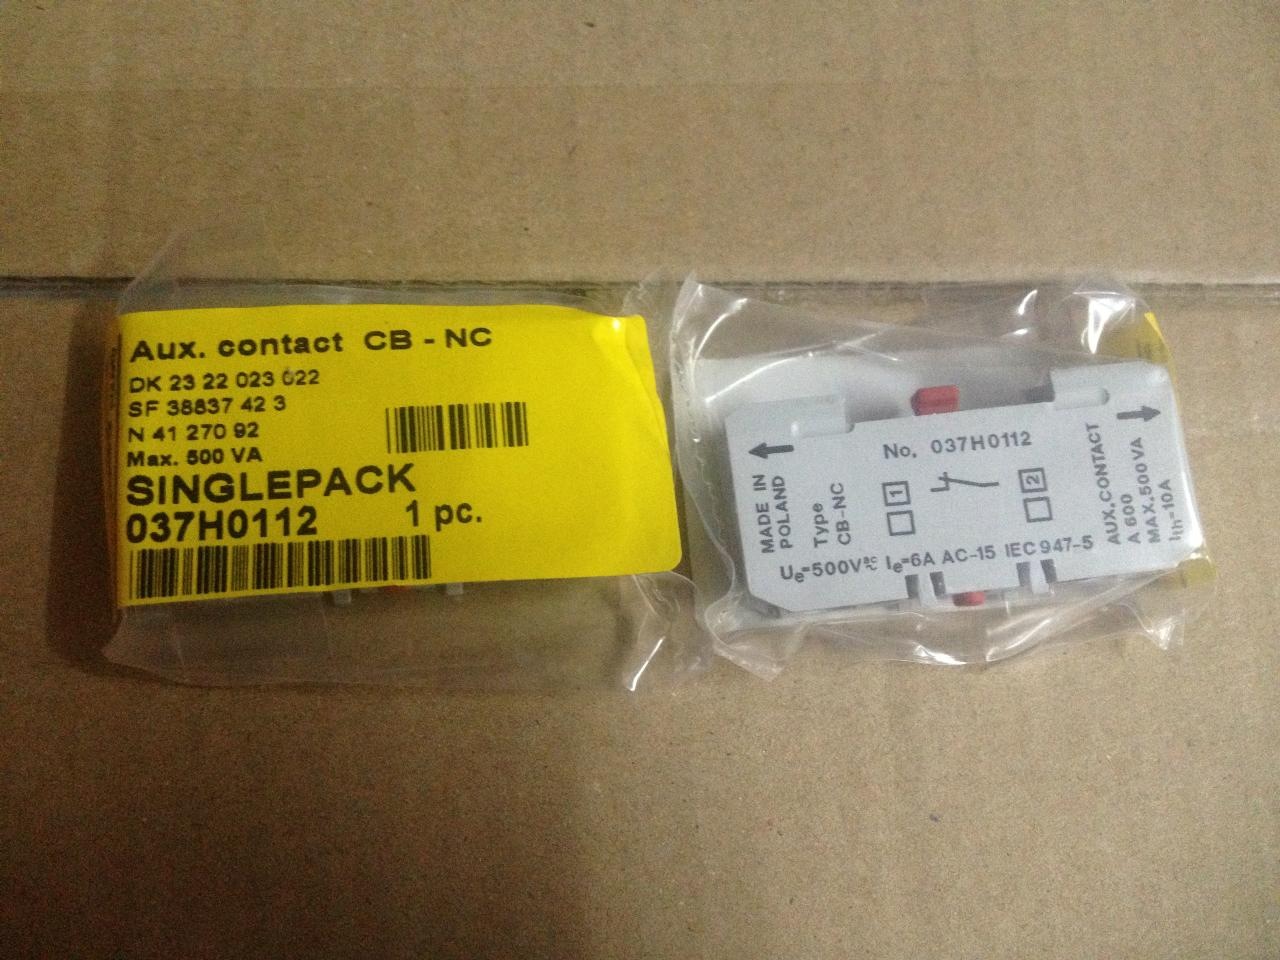 Aux. contact CB - NC
DK 23 22 023 022
SF 38837 42 3
N 41 270 92
Max. 500 VA
SINGLEPACK
037H0112 1 pc.
No. 037H0112
MADE IN
POLAND
Type
CB-NC
1
2
AUX.CONTACT
A 600
MAX.500VA
Ith=10A
Ue=500V Ie=6A AC-15 IEC 947-5